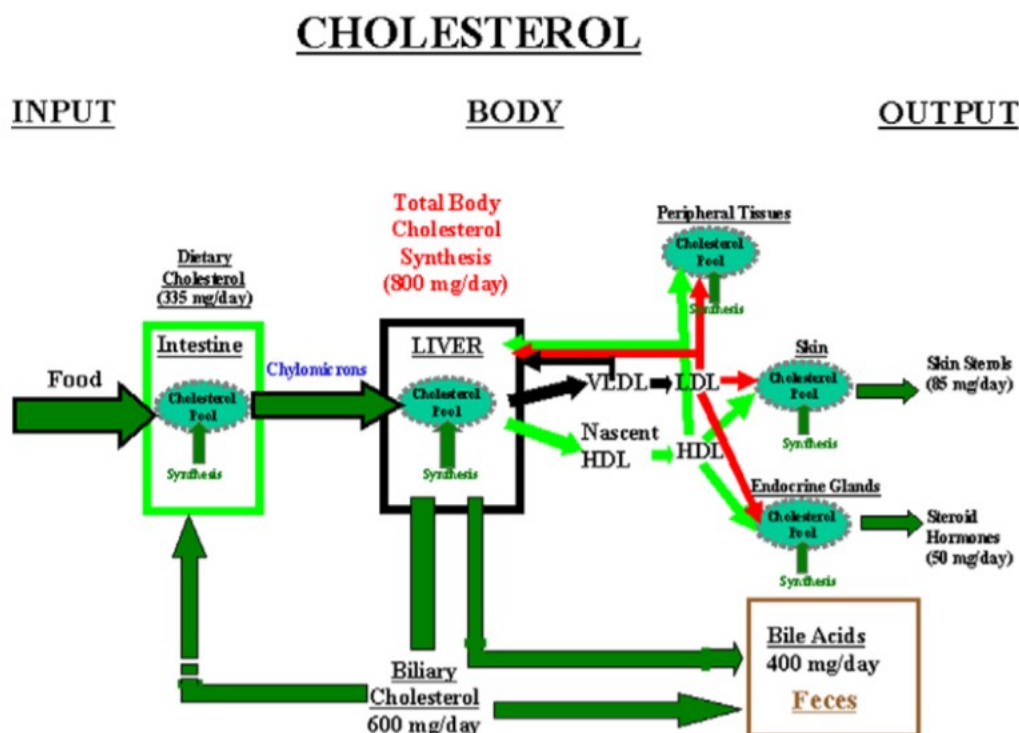 CHOLESTEROL
INPUT
BODY
OUTPUT
Dietary
Cholesterol
(335 mg/day)
Intestine
Food
Cholesterol
Pool
Synthesis
Chylomicrons
Total Body
Cholesterol
Synthesis
(800 mg/day)
LIVER
Cholesterol
Pool
Synthesis
VLDL
LDL
Nascent
HDL
HDL
Peripheral Tissues
Cholesterol
Pool
Synthesis
Skin
Cholesterol
Pool
Skin Sterols
(85 mg/day)
Endocrine Glands
Cholesterol
Pool
Synthesis
Steroid
Hormones
(50 mg/day)
Biliary
Cholesterol
600 mg/day
Bile Acids
400 mg/day
Feces